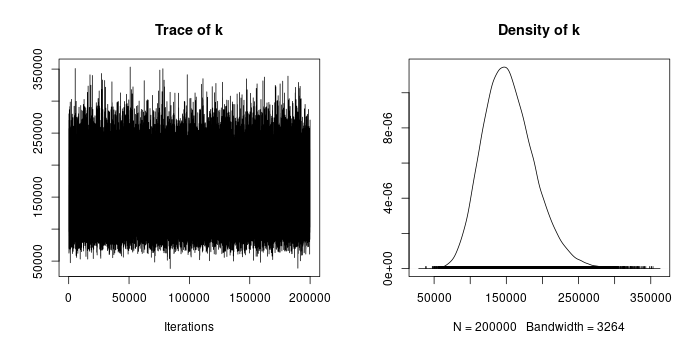 Trace of k
50000
150000
250000
350000
0
50000
100000
150000
200000
Iterations
Density of k
0e+00
4e-06
8e-06
50000
150000
250000
350000
N = 200000 Bandwidth = 3264